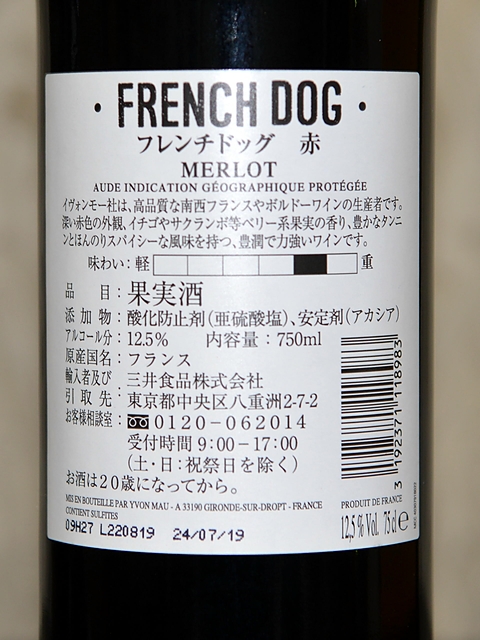 ・FRENCH DOG・
フレンチドッグ　赤
MERLOT
AUDE INDICATION GÉOGRAPHIQUE PROTÉGÉE
イヴォンモー社は、高品質な南西フランスやボルドーワインの生産者です。
深い赤色の外観、イチゴやサクランボ等ベリー系果実の香り、豊かなタンニ
ンとほんのりスパイシーな風味を持つ、豊潤で力強いワインです。
味わい:軽 重
品目:果実酒
添加物:酸化防止剤（亜硫酸塩）、安定剤（アカシア）
アルコール分:12.5%　内容量:750ml
原産国名:フランス
輸入者及び
引取先:三井食品株式会社
東京都中央区八重洲2-7-2
お客様相談室:0120-062014
受付時間 9:00－17:00
（土・日:祝祭日を除く）
お酒は20歳になってから。
MIS EN BOUTEILLE PAR YVON MAU - A 33190 GIRONDE-SUR-DROPT - FRANCE
CONTIENT SULFITES
09H27 L220819 24/07/19
3 192371 118983
PRODUIT DE FRANCE
12,5 % Vol. 75 cl e